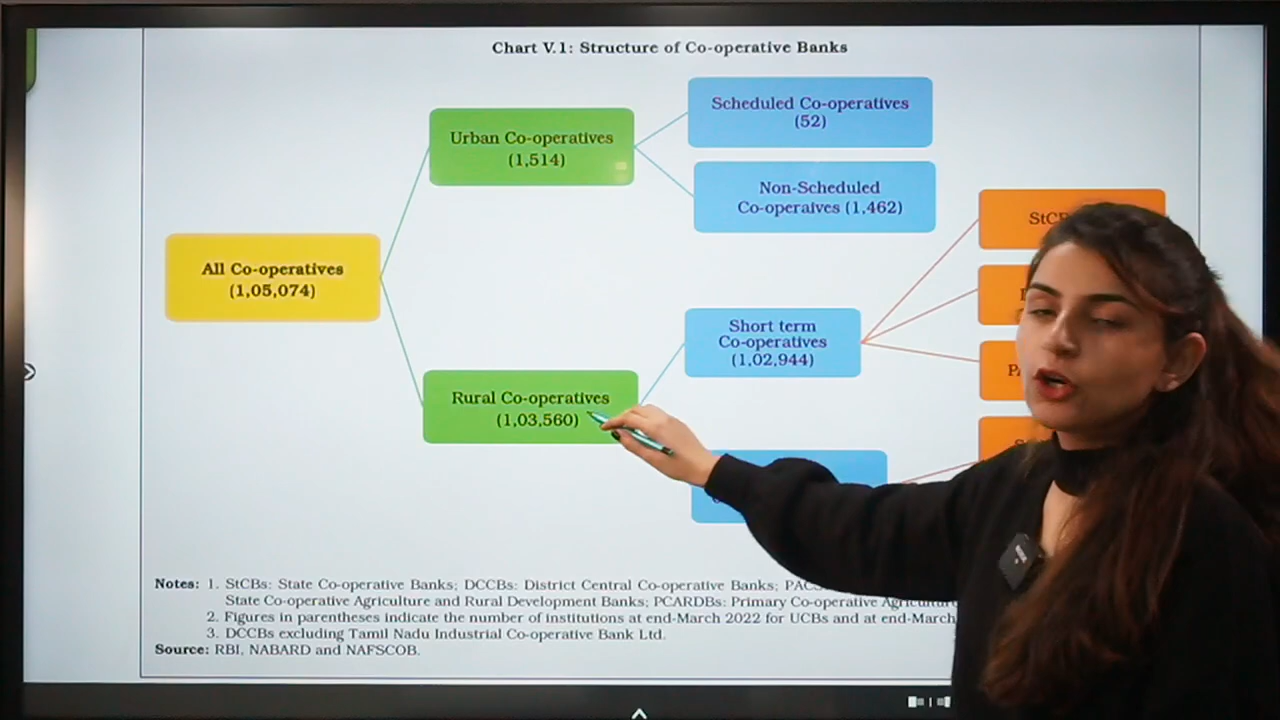 Chart V.1: Structure of Co-operative Banks
Scheduled Co-operatives
(52)
Urban Co-operatives
(1,514)
Non-Scheduled
Co-operaives (1,462)
All Co-operatives
(1,05,074)
Short term
Co-operatives
(1,02,944)
Rural Co-operatives
(1,03,560)
Notes: 1. StCBs: State Co-operative Banks; DCCBs: District Central Co-operative Banks;
State Co-operative Agriculture and Rural Development Banks; PCARDBs: Primary Co-operative
2. Figures in parentheses indicate the number of institutions at end-March 2022 for UCBs and at end-March
3. DCCBs excluding Tamil Nadu Industrial Co-operative Bank Ltd.
Source: RBI, NABARD and NAFSCOB.